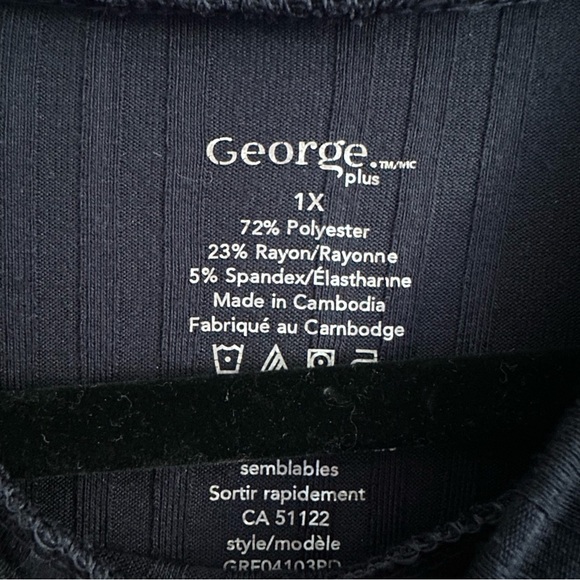 George.TM/MC
plus
1X
72% Polyester
23% Rayon/Rayonne
5% Spandex/Élasthanne
Made in Cambodia
Fabriqué au Cambodge
semblables
Sortir rapidement
CA 51122
style/modèle
GRF04103PD